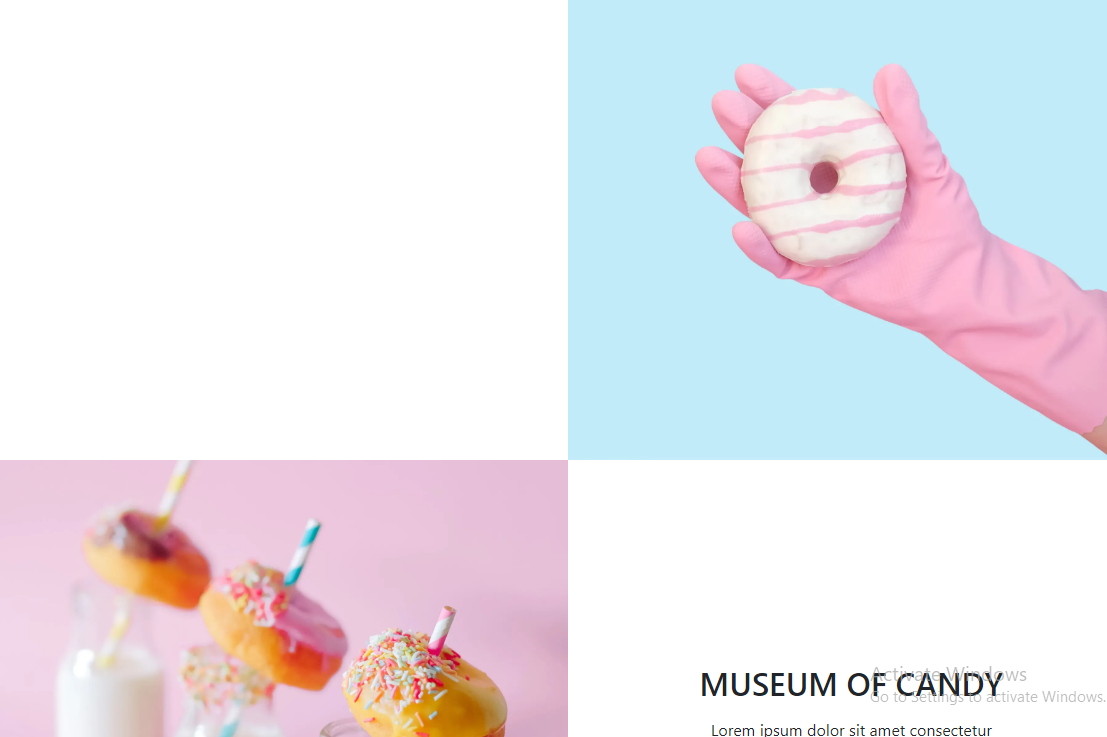 MUSEUM OF CANDY
Activate Windows
Go to Settings to activate Windows.
Lorem ipsum dolor sit amet consectetur